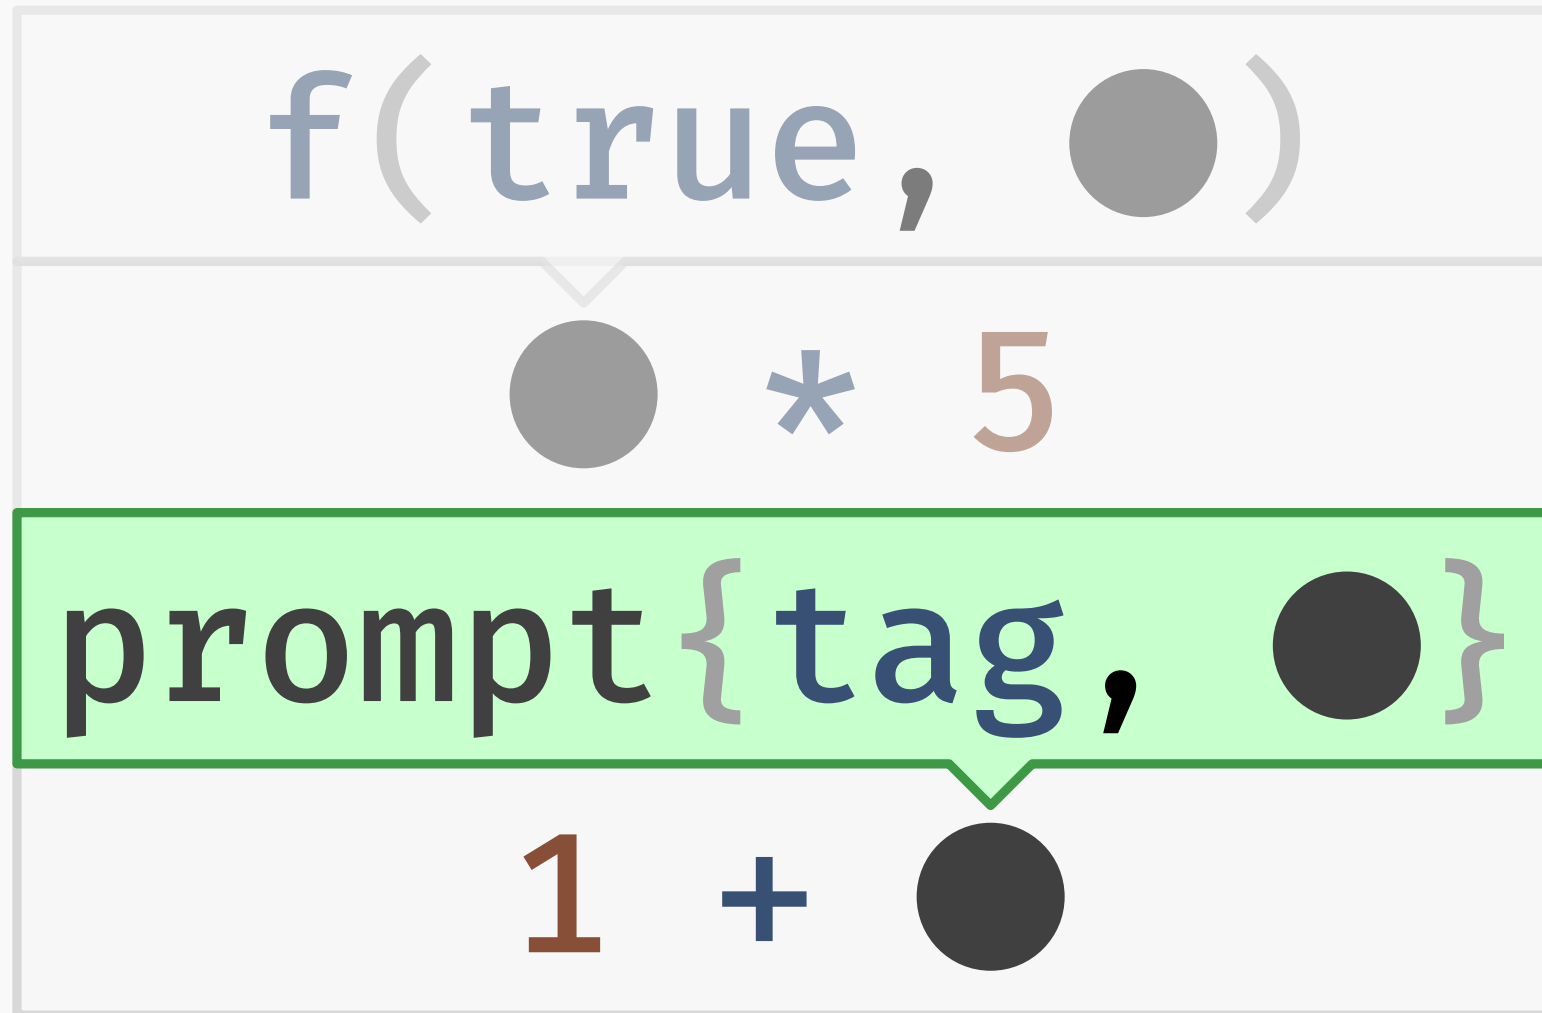 f(true, ●)
● * 5
prompt{tag, ●}
1 + ●